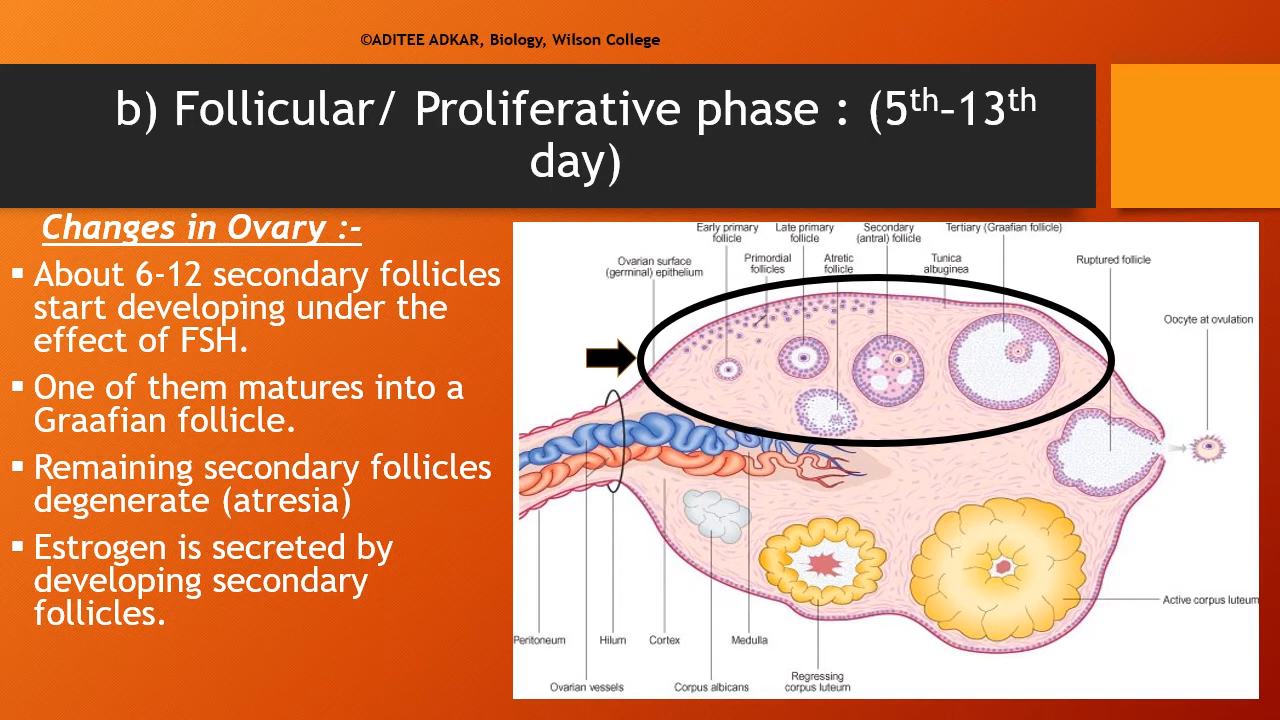 ©ADITEE ADKAR, Biology, Wilson College
b) Follicular/ Proliferative phase : (5th-13th
day)
Changes in Ovary :-
▪ About 6-12 secondary follicles
start developing under the
effect of FSH.
▪ One of them matures into a
Graafian follicle.
▪ Remaining secondary follicles
degenerate (atresia)
▪ Estrogen is secreted by
developing secondary
follicles.
Early primary
follicle
Late primary
follicle
Secondary
(antral) follicle
Tertiary (Graafian follicle)
Ovarian surface
(germinal) epithelium
Primordial
follicles
Atretic
follicle
Tunica
albuginea
Ruptured follicle
Oocyte at ovulation
Active corpus luteum
Peritoneum
Hilum
Cortex
Medulla
Ovarian vessels
Corpus albicans
Regressing
corpus luteum